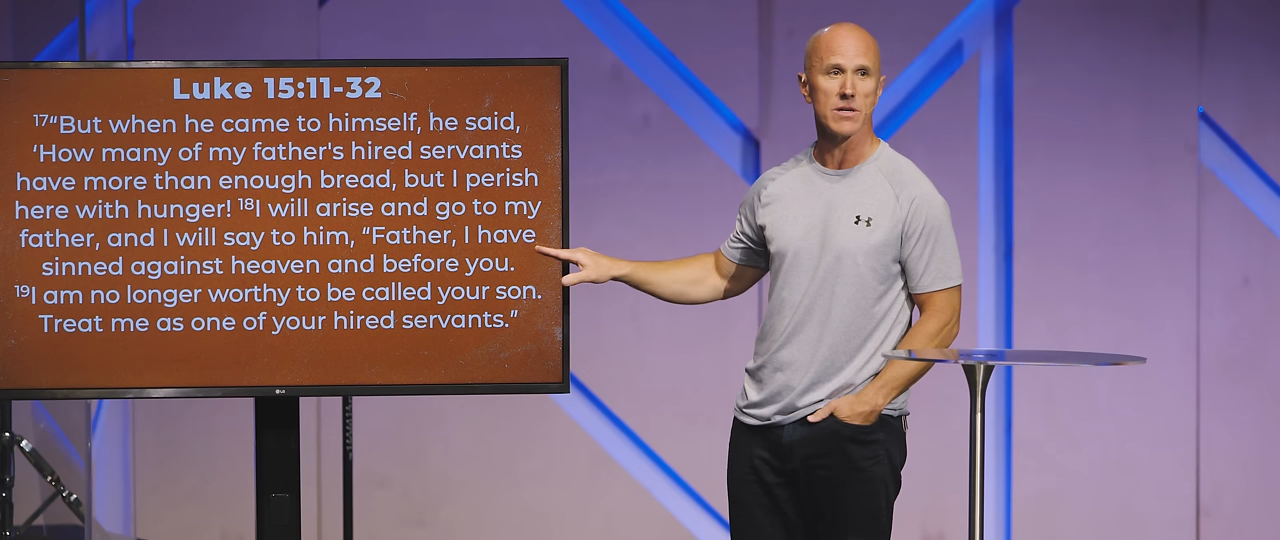 Luke 15:11-32
¹⁷“But when he came to himself, he said,
‘How many of my father's hired servants
have more than enough bread, but I perish
here with hunger! ¹⁸I will arise and go to my
father, and I will say to him, “Father, I have
sinned against heaven and before you.
¹⁹I am no longer worthy to be called your son.
Treat me as one of your hired servants.”
LG